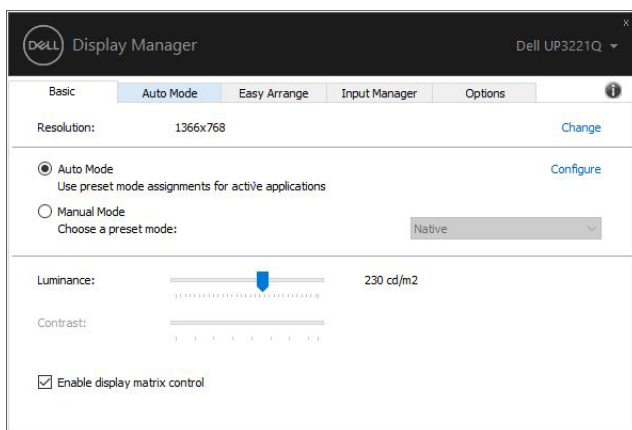 DELL Display Manager
Dell UP3221Q
x
Basic Auto Mode Easy Arrange Input Manager Options i
Resolution: 1366x768 Change
Auto Mode Configure
Use preset mode assignments for active applications
Manual Mode
Choose a preset mode: Native
Luminance: 230 cd/m2
Contrast:
Enable display matrix control